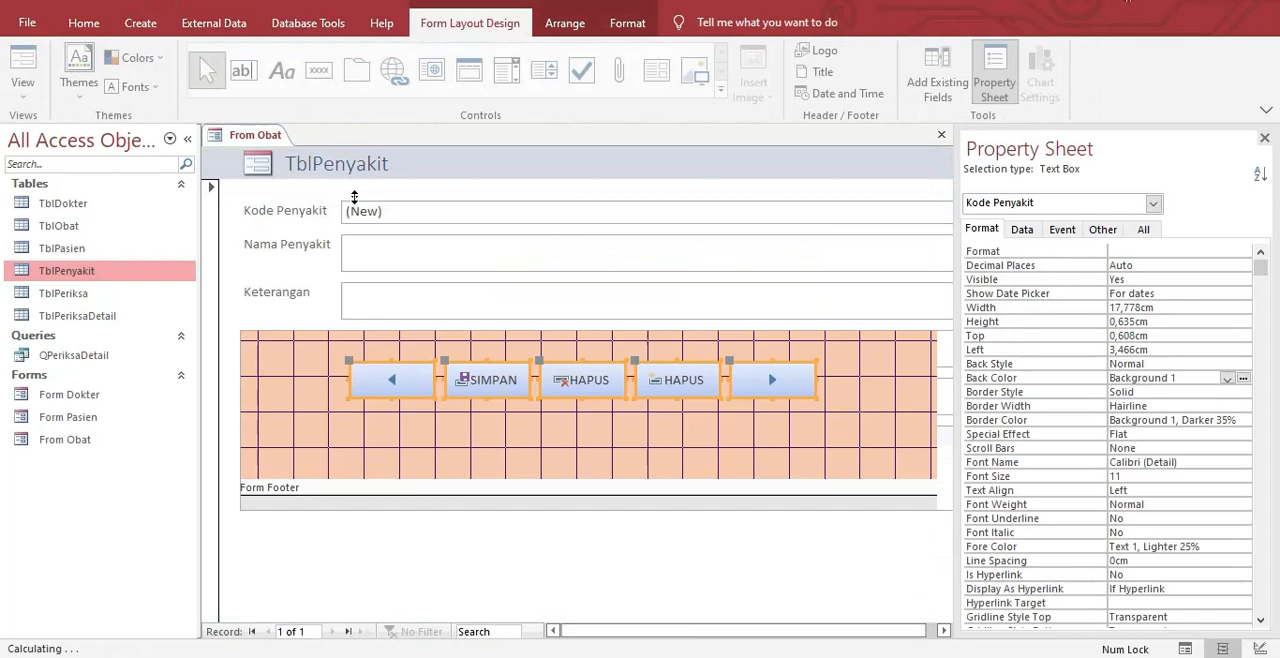 File Home Create External Data Database Tools Help Form Layout Design Arrange Format Tell me what you want to do
View
Themes
Colors
Fonts
Aa
ab
Aa
xxxx
Insert
Image
Logo
Title
Date and Time
Add Existing
Fields
Property
Sheet
Chart
Settings
Views Themes Controls Header / Footer Tools
All Access Obje...
Search...
Tables
TblDokter
TblObat
TblPasien
TblPenyakit
TblPeriksa
TblPeriksaDetail
Queries
QPeriksaDetail
Forms
Form Dokter
Form Pasien
From Obat
From Obat
TblPenyakit
Kode Penyakit (New)
Nama Penyakit
Keterangan
SIMPAN HAPUS HAPUS
Form Footer
Record: 1 of 1 No Filter Search
Property Sheet
Selection type: Text Box
Kode Penyakit
Format Data Event Other All
Format
Decimal Places Auto
Visible Yes
Show Date Picker For dates
Width 17,778cm
Height 0,635cm
Top 0,608cm
Left 3,466cm
Back Style Normal
Back Color Background 1
Border Style Solid
Border Width Hairline
Border Color Background 1, Darker 35%
Special Effect Flat
Scroll Bars None
Font Name Calibri (Detail)
Font Size 11
Text Align Left
Font Weight Normal
Font Underline No
Font Italic No
Fore Color Text 1, Lighter 25%
Line Spacing 0cm
Is Hyperlink No
Display As Hyperlink If Hyperlink
Hyperlink Target
Gridline Style Top Transparent
Calculating . . .
Num Lock